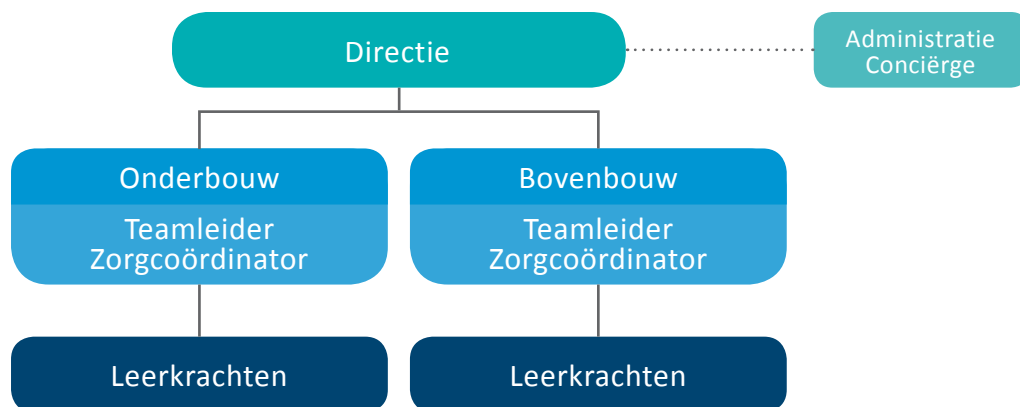 Directie
Administratie
Conciërge
Onderbouw
Teamleider
Zorgcoördinator
Bovenbouw
Teamleider
Zorgcoördinator
Leerkrachten
Leerkrachten